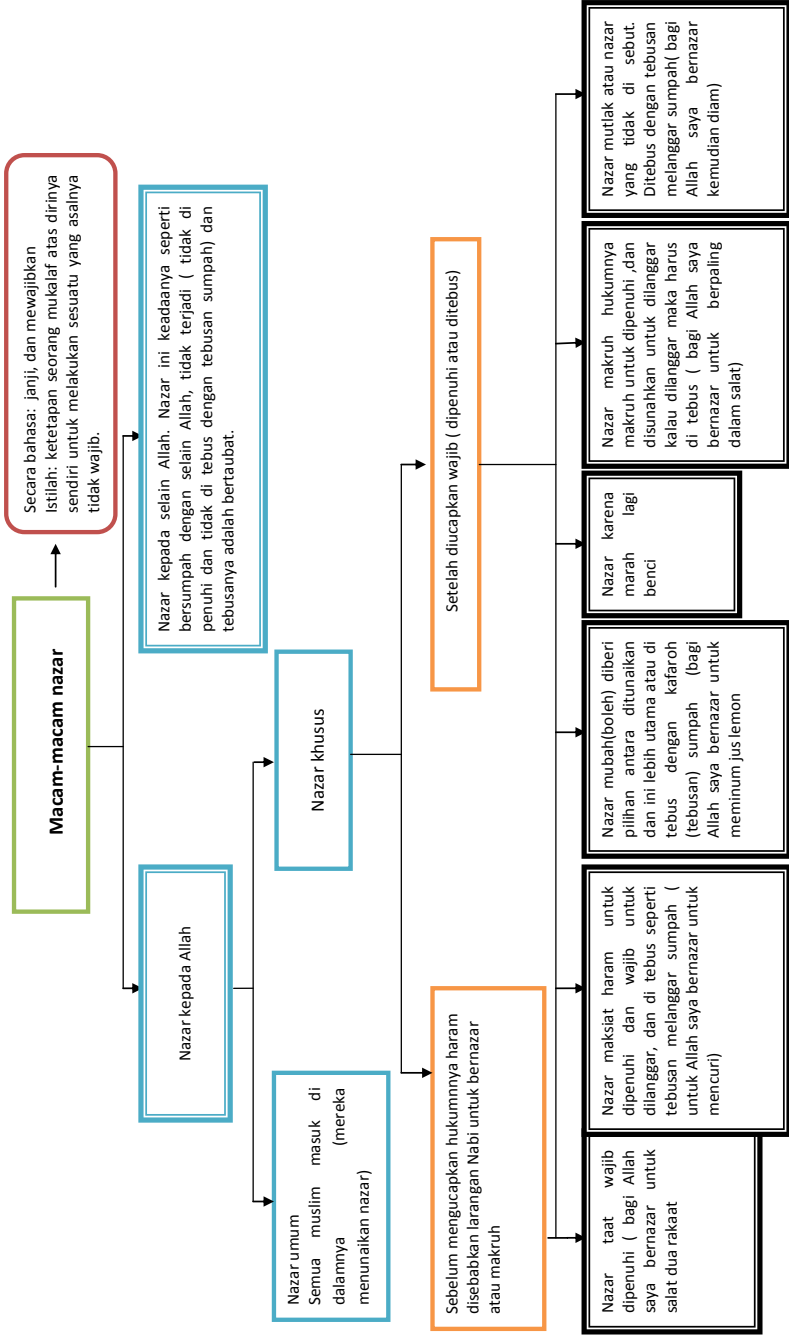 Macam-macam nazar
Secara bahasa: janji, dan mewajibkan
Istilah: ketetapan seorang mukalaf atas dirinya
sendiri untuk melakukan sesuatu yang asalnya
tidak wajib.
Nazar kepada Allah
Nazar kepada selain Allah. Nazar ini keadaanya seperti
bersumpah dengan selain Allah, tidak terjadi ( tidak di
penuhi dan tidak di tebus dengan tebusan sumpah) dan
tebusanya adalah bertaubat.
Nazar umum
Semua muslim masuk di
dalamnya (mereka
menunaikan nazar)
Nazar khusus
Sebelum mengucapkan hukumnnya haram
disebabkan larangan Nabi untuk bernazar
atau makruh
Setelah diucapkan wajib ( dipenuhi atau ditebus)
Nazar taat wajib
dipenuhi ( bagi Allah
saya bernazar untuk
salat dua rakaat
Nazar maksiat haram untuk
dipenuhi dan wajib untuk
dilanggar, dan di tebus seperti
tebusan melanggar sumpah (
untuk Allah saya bernazar untuk
mencuri)
Nazar mubah(boleh) diberi
pilihan antara ditunaikan
dan ini lebih utama atau di
tebus dengan kafaroh
(tebusan) sumpah (bagi
Allah saya bernazar untuk
meminum jus lemon
Nazar karena
marah lagi
benci
Nazar makruh hukumnya
makruh untuk dipenuhi ,dan
disunahkan untuk dilanggar
kalau dilanggar maka harus
di tebus ( bagi Allah saya
bernazar untuk berpaling
dalam salat)
Nazar mutlak atau nazar
yang tidak di sebut.
Ditebus dengan tebusan
melanggar sumpah( bagi
Allah saya bernazar
kemudian diam)